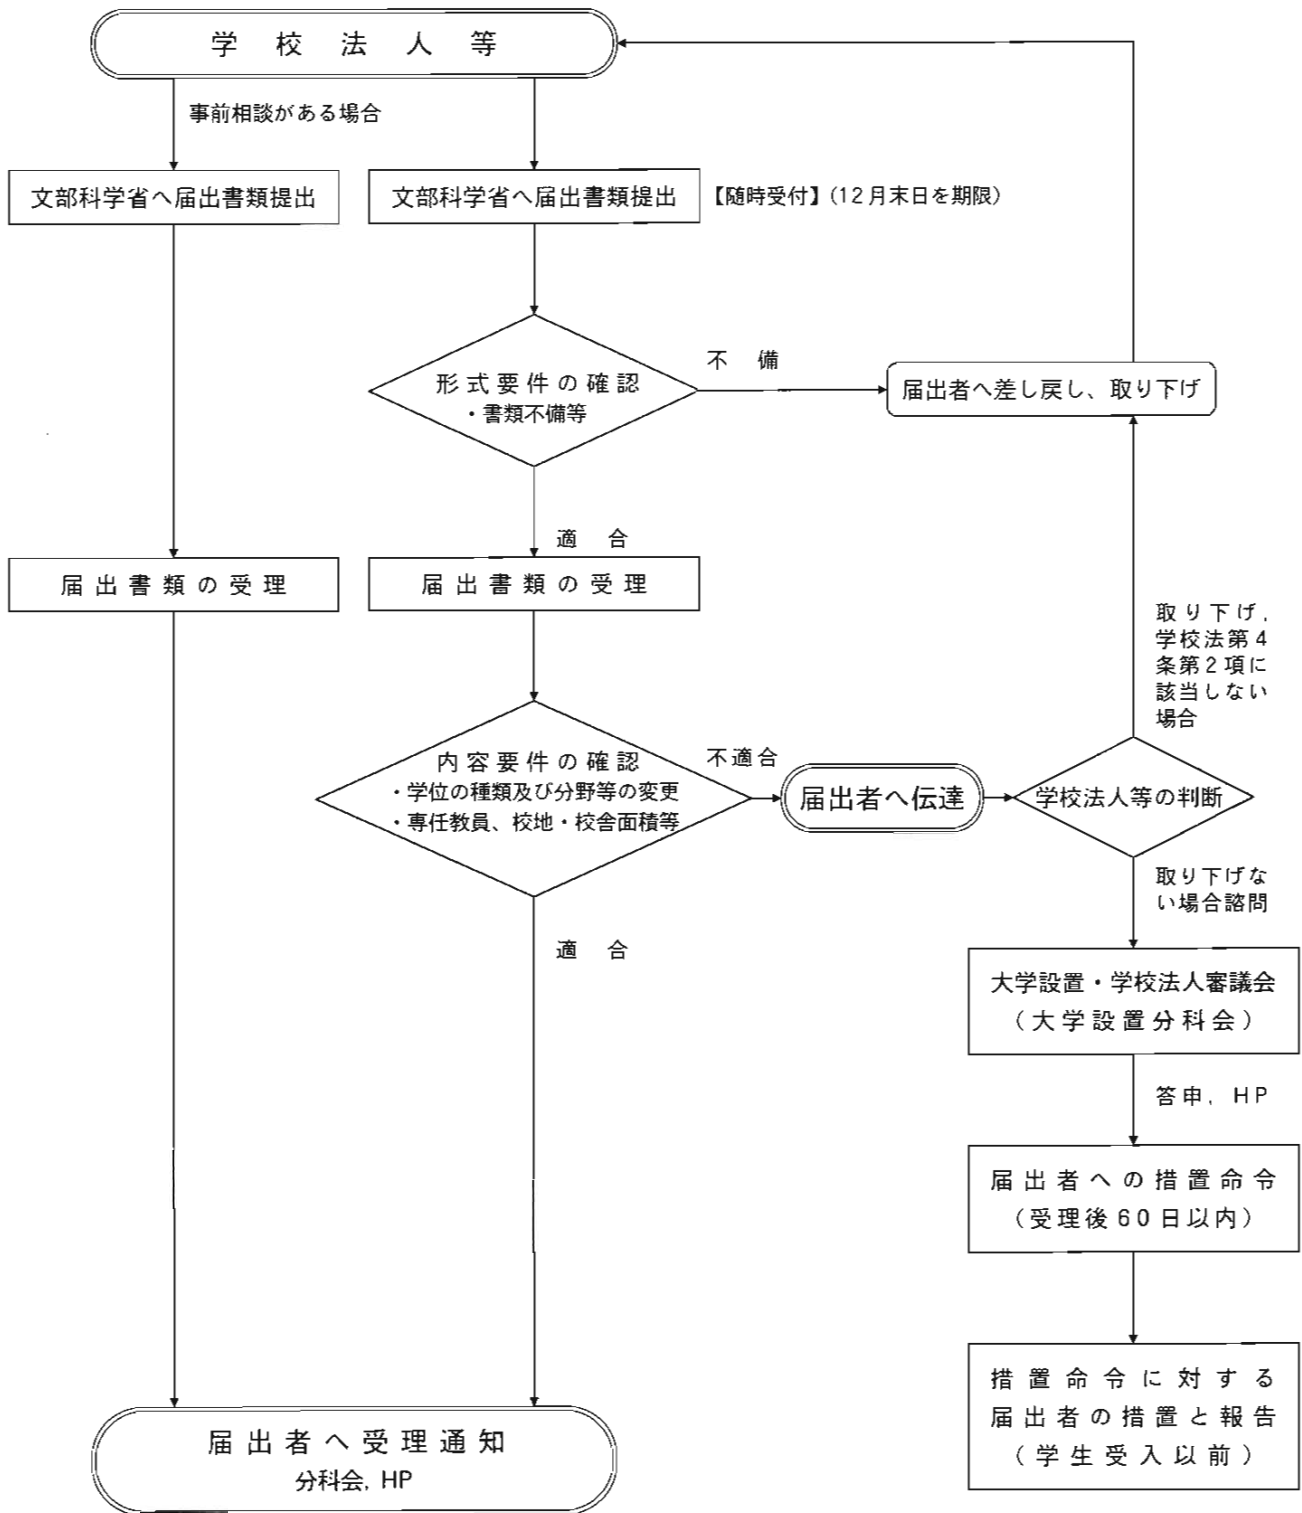 学校法人等
事前相談がある場合
文部科学省へ届出書類提出
文部科学省へ届出書類提出
【随時受付】(12月末日を期限)
形式要件の確認
・書類不備等
不備
届出者へ差し戻し、取り下げ
適合
届出書類の受理
届出書類の受理
取り下げ,
学校法第4
条第2項に
該当しない
場合
内容要件の確認
・学位の種類及び分野等の変更
・専任教員、校地・校舎面積等
不適合
届出者へ伝達
学校法人等の判断
取り下げな
い場合諮問
適合
大学設置・学校法人審議会
(大学設置分科会)
答申, HP
届出者への措置命令
(受理後60日以内)
措置命令に対する
届出者の措置と報告
(学生受入以前)
届出者へ受理通知
分科会, HP